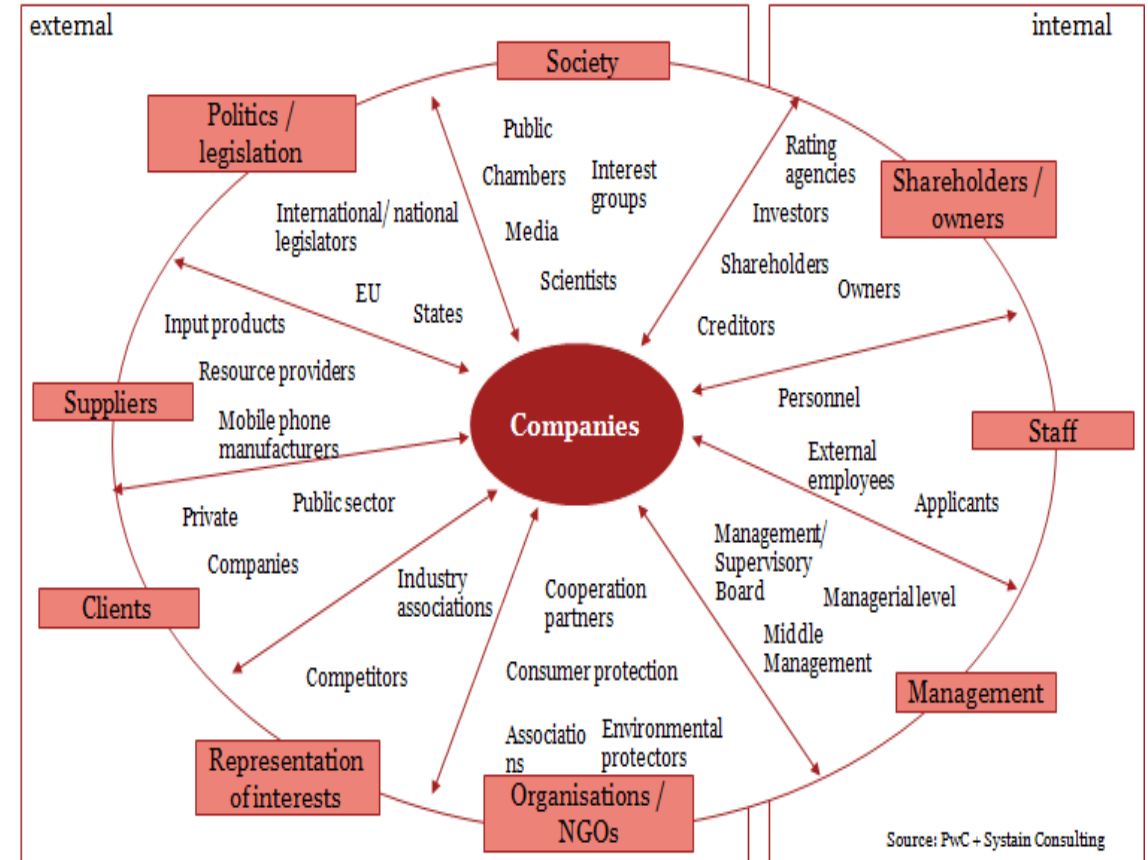 external
internal
Society
Politics /
legislation
Public
Chambers
Interest
groups
Media
Scientists
Rating
agencies
Investors
Shareholders
Owners
Creditors
Shareholders /
owners
International/ national
legislators
EU
States
Input products
Resource providers
Mobile phone
manufacturers
Suppliers
Companies
Personnel
External
employees
Applicants
Staff
Private
Public sector
Companies
Clients
Industry
associations
Competitors
Representation
of interests
Cooperation
partners
Consumer protection
Associatio
ns
Environmental
protectors
Organisations /
NGOs
Management/
Supervisory
Board
Managerial level
Middle
Management
Management
Source: PwC + Systain Consulting